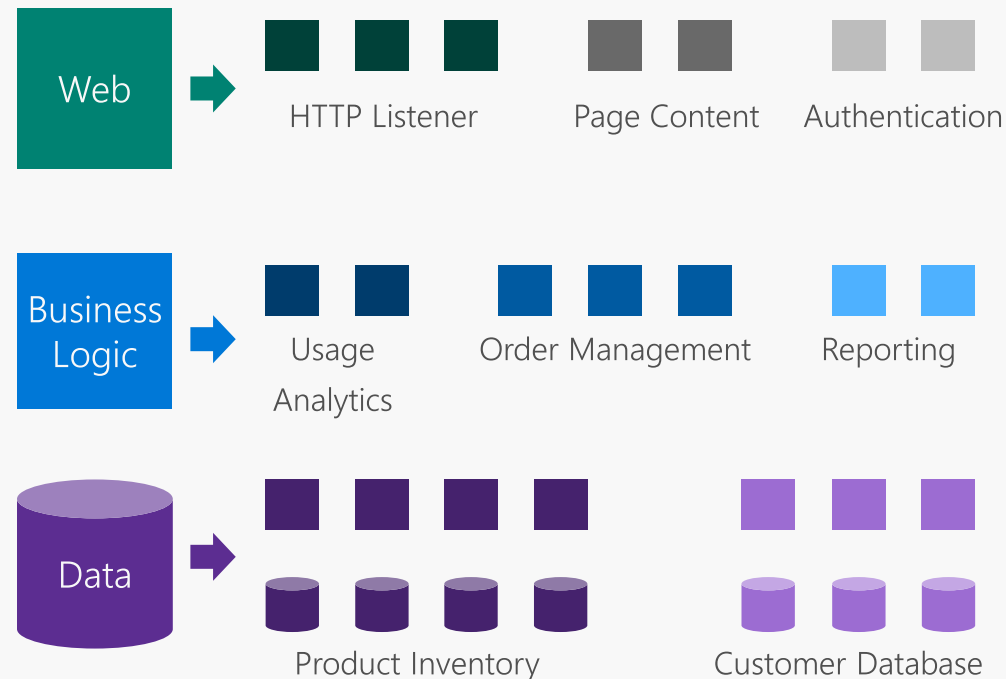 Web
HTTP Listener
Page Content
Authentication
Business
Logic
Usage
Analytics
Order Management
Reporting
Data
Product Inventory
Customer Database